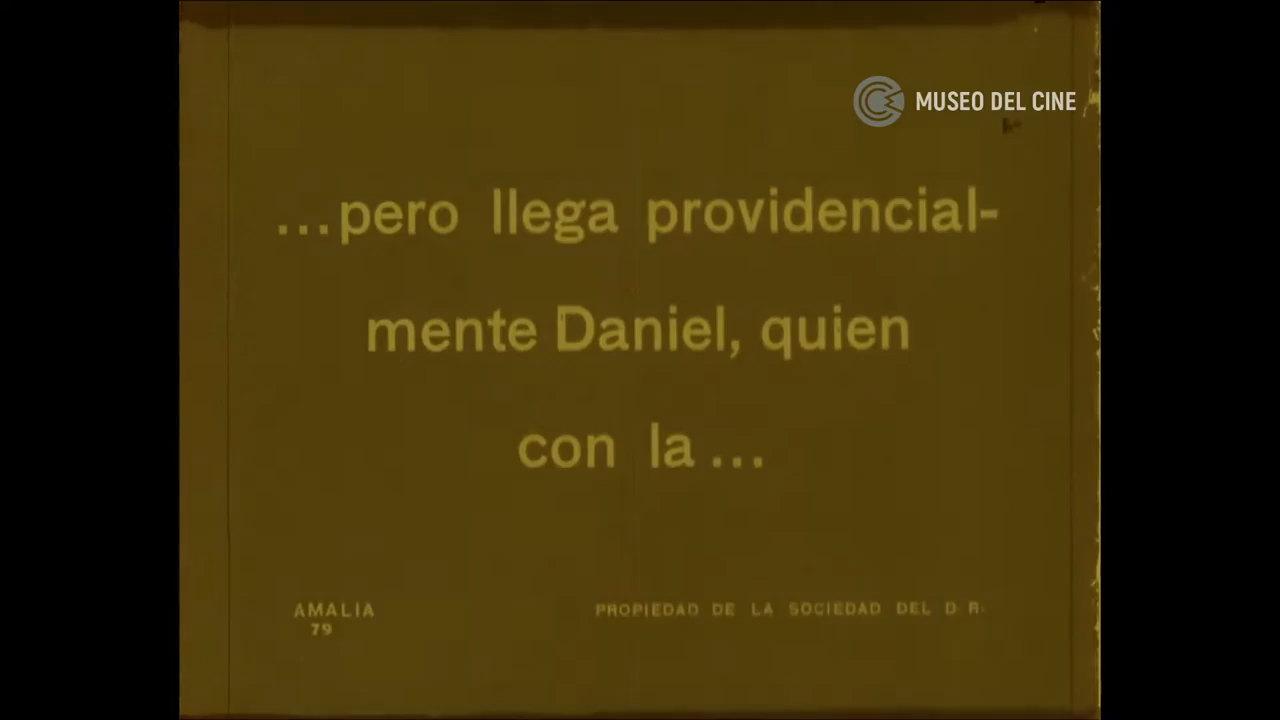 MUSEO DEL CINE
...pero llega providencial-
mente Daniel, quien
con la ...
AMALIA
79
PROPIEDAD DE LA SOCIEDAD DEL D R